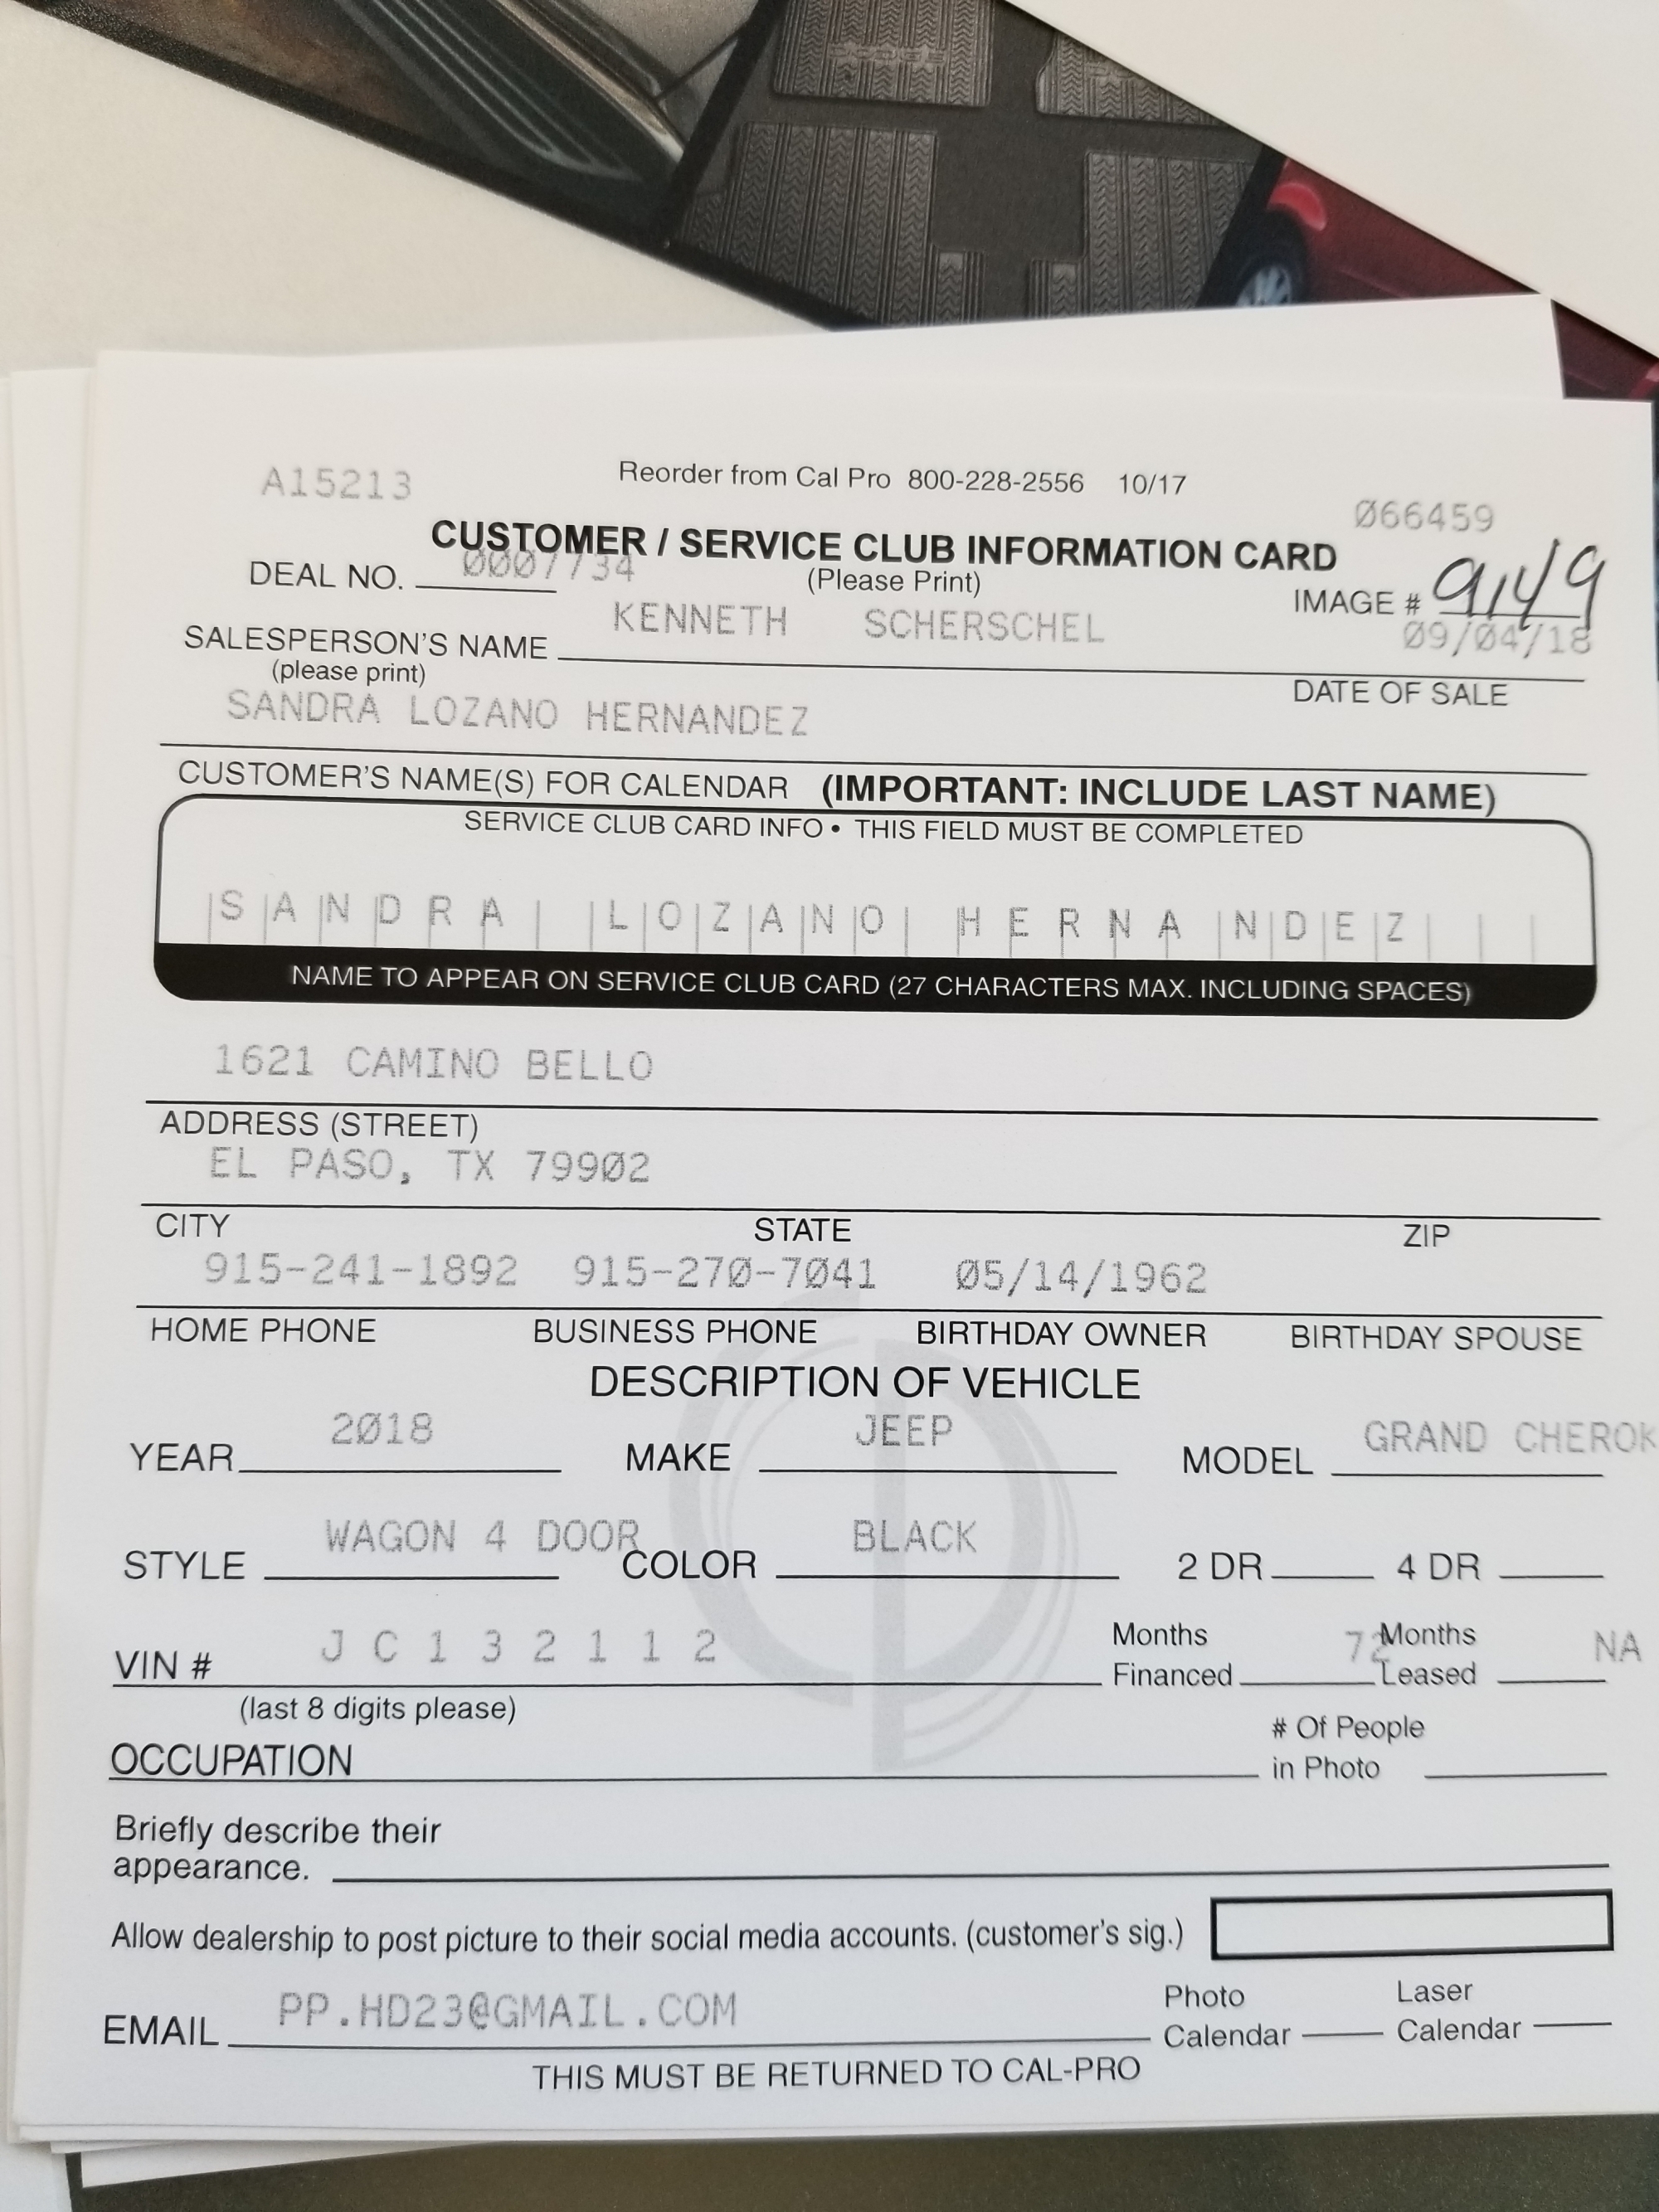 A15213
Reorder from Cal Pro 800-228-2556 10/17
Ø66459
CUSTOMER / SERVICE CLUB INFORMATION CARD
DEAL NO. ØØØ7734
(Please Print)
IMAGE # 9149
KENNETH SCHERSCHEL
Ø9/Ø4/18
SALESPERSON'S NAME
(please print)
DATE OF SALE
SANDRA LOZANO HERNANDEZ
CUSTOMER'S NAME(S) FOR CALENDAR (IMPORTANT: INCLUDE LAST NAME)
SERVICE CLUB CARD INFO • THIS FIELD MUST BE COMPLETED
SANDRA LOZANO HERNANDEZ
NAME TO APPEAR ON SERVICE CLUB CARD (27 CHARACTERS MAX. INCLUDING SPACES)
1621 CAMINO BELLO
ADDRESS (STREET)
EL PASO, TX 799Ø2
CITY STATE ZIP
915-241-1892 915-27Ø-7Ø41 Ø5/14/1962
HOME PHONE BUSINESS PHONE BIRTHDAY OWNER BIRTHDAY SPOUSE
DESCRIPTION OF VEHICLE
YEAR 2Ø18 MAKE JEEP MODEL GRAND CHEROK
STYLE WAGON 4 DOOR COLOR BLACK 2 DR 4 DR
VIN # J C 1 3 2 1 1 2 Months Financed 72 Months Leased NA
(last 8 digits please)
OCCUPATION # Of People in Photo
Briefly describe their
appearance.
Allow dealership to post picture to their social media accounts. (customer's sig.)
EMAIL PP.HD23@GMAIL.COM Photo Calendar Laser Calendar
THIS MUST BE RETURNED TO CAL-PRO